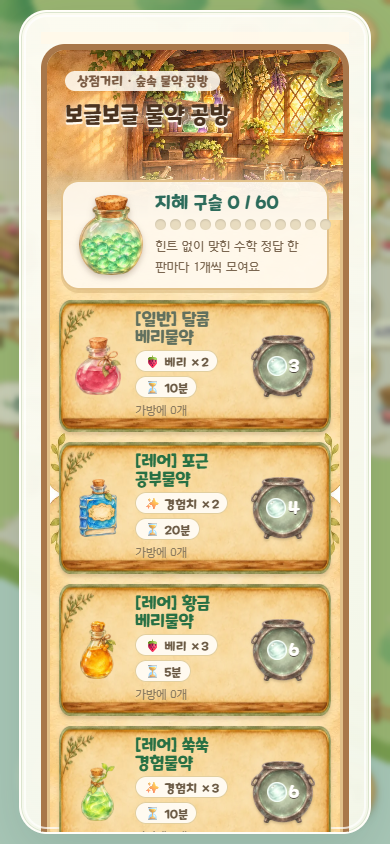 상점거리 · 숲속 물약 공방
보글보글 물약 공방
지혜 구슬 0 / 60
힌트 없이 맞힌 수학 정답 한
판마다 1개씩 모여요
[일반] 달콤
베리물약
베리 ×2
10분
가방에 0개
3
[레어] 포근
공부물약
경험치 ×2
20분
가방에 0개
4
[레어] 황금
베리물약
베리 ×3
5분
가방에 0개
6
[레어] 쑥쑥
경험물약
경험치 ×3
10분
6